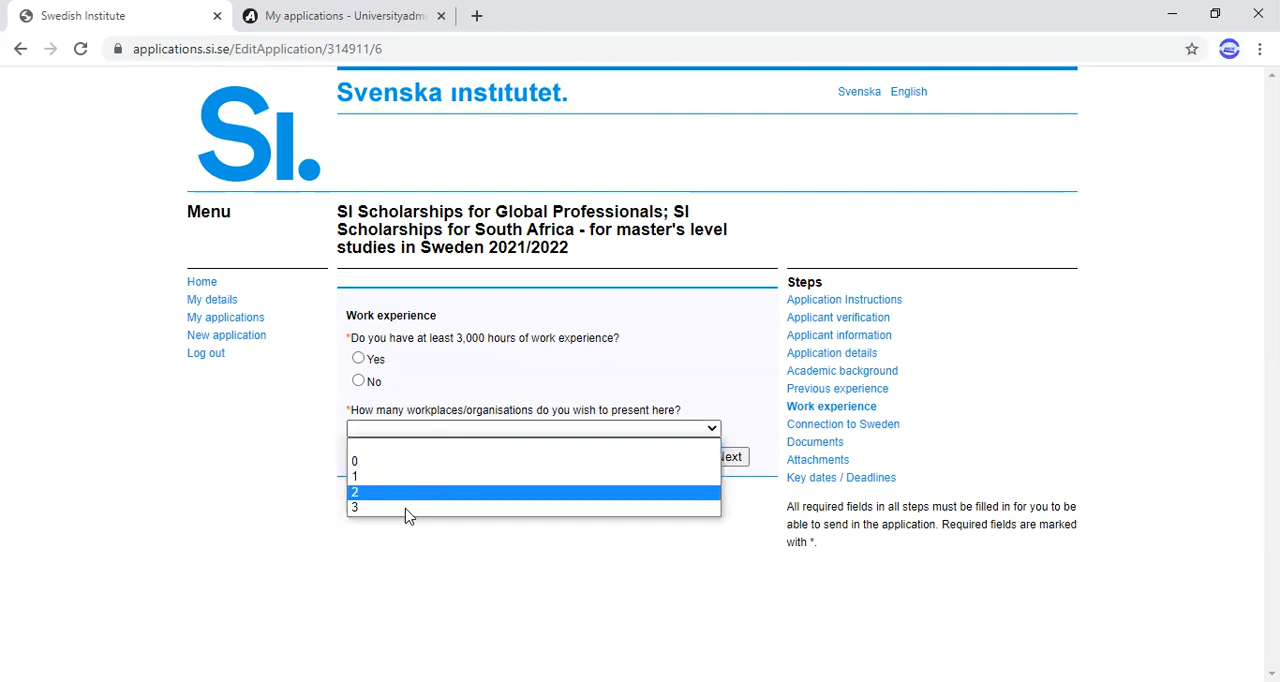 Swedish Institute
My applications - Universityadm
applications.si.se/EditApplication/314911/6
SI.
Svenska ınstıtutet.
Svenska English
Menu
SI Scholarships for Global Professionals; SI
Scholarships for South Africa - for master's level
studies in Sweden 2021/2022
Home
My details
My applications
New application
Log out
Work experience
*Do you have at least 3,000 hours of work experience?
Yes
No
*How many workplaces/organisations do you wish to present here?
0
1
2
3
Next
Steps
Application Instructions
Applicant verification
Applicant information
Application details
Academic background
Previous experience
Work experience
Connection to Sweden
Documents
Attachments
Key dates / Deadlines
All required fields in all steps must be filled in for you to be
able to send in the application. Required fields are marked
with *.